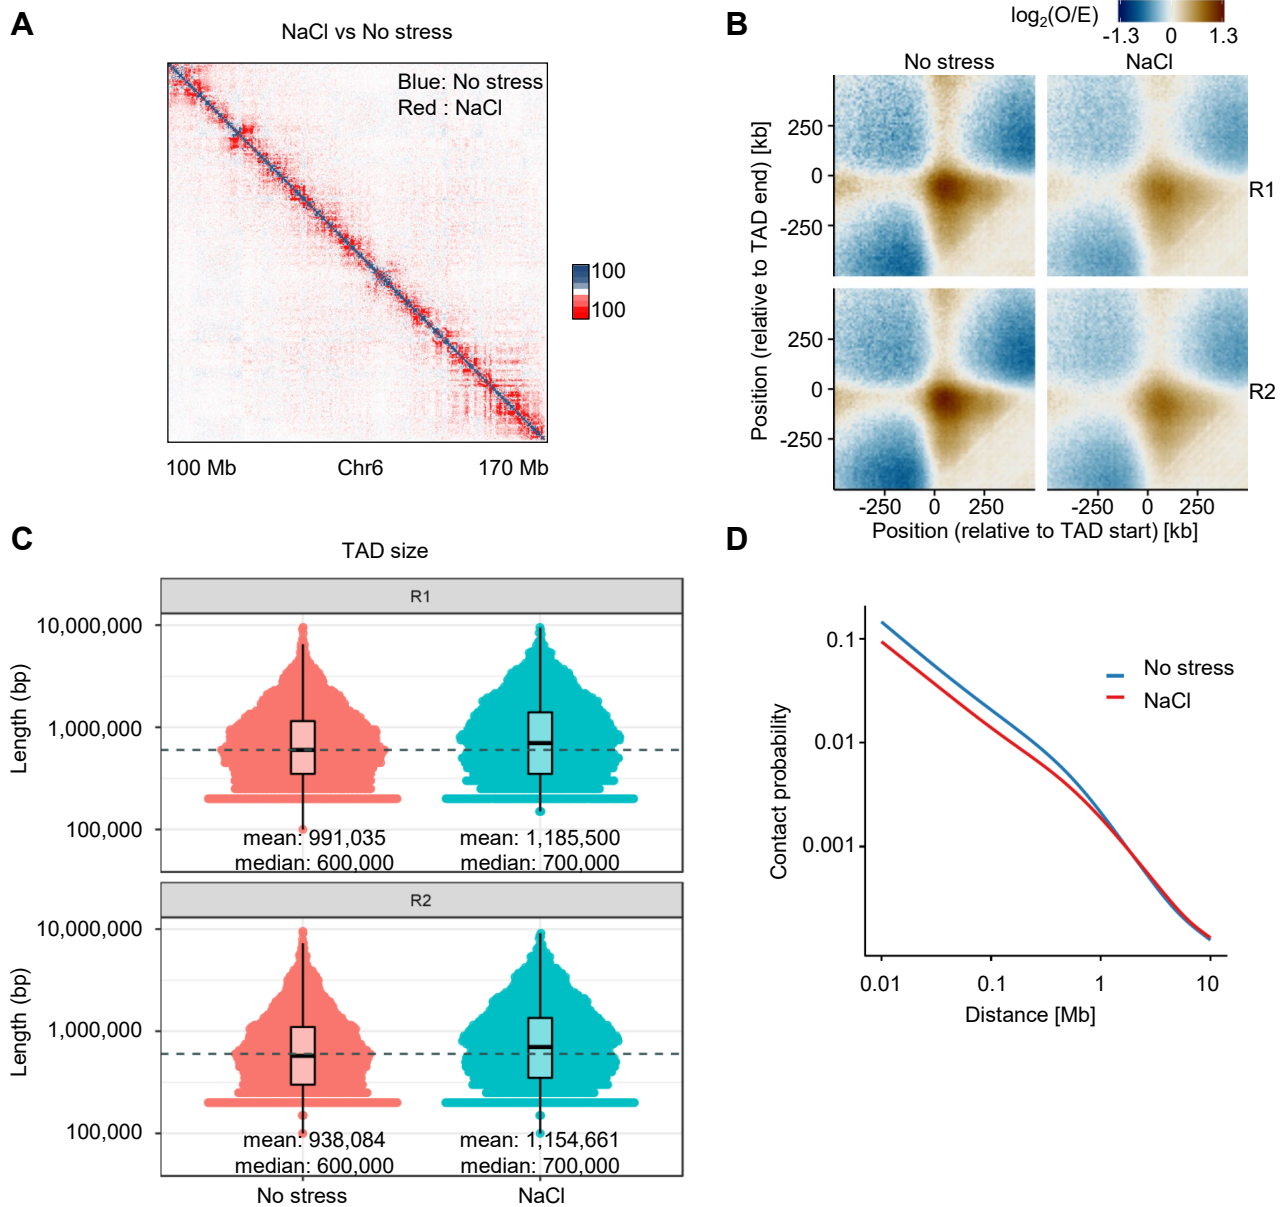 A
NaCl vs No stress
Blue: No stress
Red : NaCl
100
100
100 Mb
Chr6
170 Mb
B
log2(O/E)
-1.3
0
1.3
No stress
NaCl
Position (relative to TAD end) [kb]
250
0
-250
R1
250
0
-250
R2
-250
0
250
-250
0
250
Position (relative to TAD start) [kb]
C
TAD size
R1
Length (bp)
10,000,000
1,000,000
100,000
mean: 991,035
median: 600,000
mean: 1,185,500
median: 700,000
R2
Length (bp)
10,000,000
1,000,000
100,000
mean: 938,084
median: 600,000
mean: 1,154,661
median: 700,000
No stress
NaCl
D
Contact probability
0.1
0.01
0.001
No stress
NaCl
0.01
0.1
1
10
Distance [Mb]